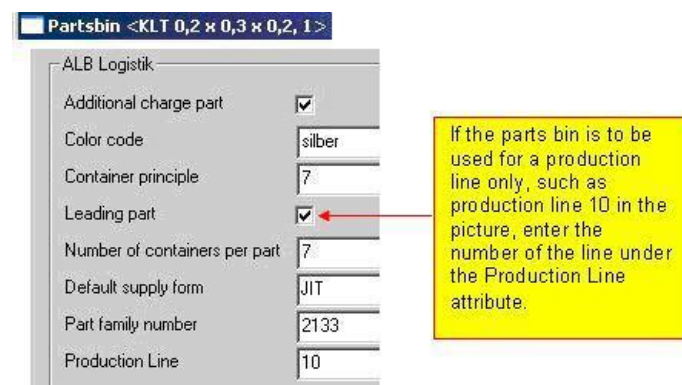 Partsbin <KLT 0,2 x 0,3 x 0,2, 1>
ALB Logistik
Additional charge part
Color code silber
Container principle 7
Leading part
Number of containers per part 7
Default supply form JIT
Part family number 2133
Production Line 10
If the parts bin is to be
used for a production
line only, such as
production line 10 in the
picture, enter the
number of the line under
the Production Line
attribute.